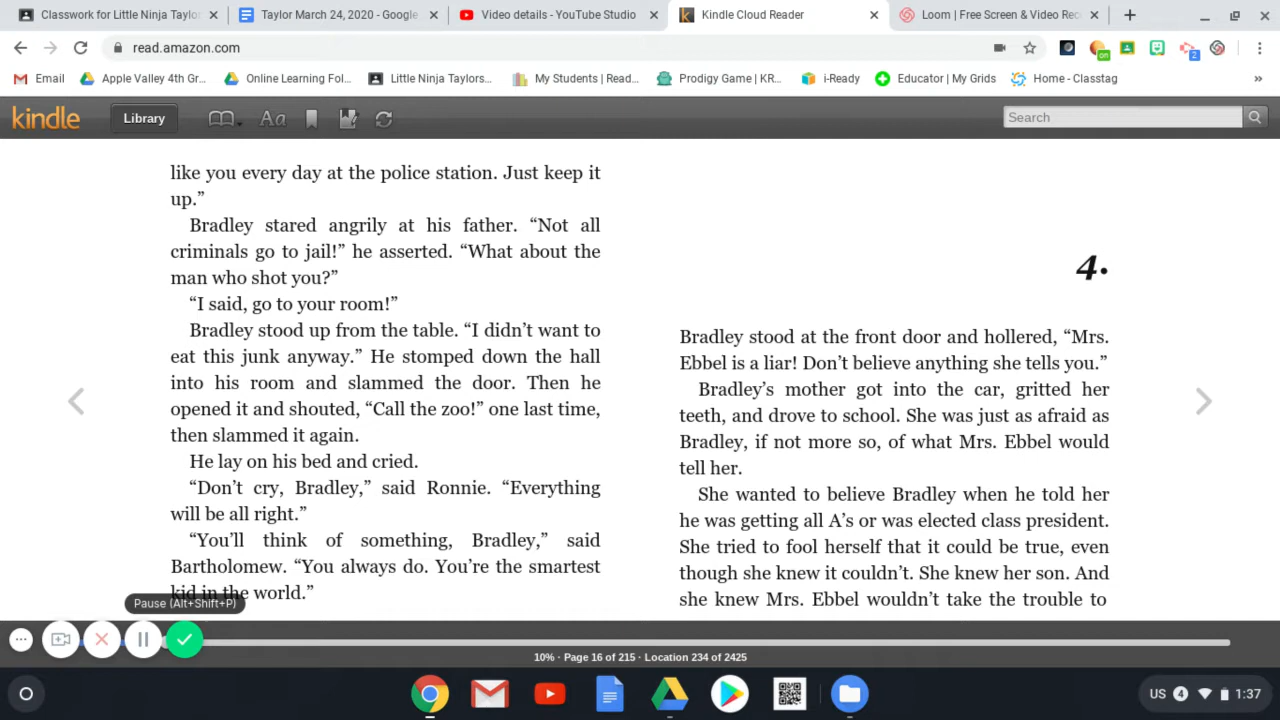 Classwork for Little Ninja Taylor
Taylor March 24, 2020 - Google
Video details - YouTube Studio
Kindle Cloud Reader
Loom | Free Screen & Video Rec
read.amazon.com
on
2
Email
Apple Valley 4th Gr...
Online Learning Fol...
Little Ninja Taylors...
My Students | Read...
Prodigy Game | KR...
i-Ready
Educator | My Grids
Home - Classtag
»
kindle
Library
Aa
Search
like you every day at the police station. Just keep it
up.”
Bradley stared angrily at his father. “Not all
criminals go to jail!” he asserted. “What about the
man who shot you?”
“I said, go to your room!”
Bradley stood up from the table. “I didn’t want to
eat this junk anyway.” He stomped down the hall
into his room and slammed the door. Then he
opened it and shouted, “Call the zoo!” one last time,
then slammed it again.
He lay on his bed and cried.
“Don’t cry, Bradley,” said Ronnie. “Everything
will be all right.”
“You’ll think of something, Bradley,” said
Bartholomew. “You always do. You’re the smartest
kid in the world.”
4.
Bradley stood at the front door and hollered, “Mrs.
Ebbel is a liar! Don’t believe anything she tells you.”
Bradley’s mother got into the car, gritted her
teeth, and drove to school. She was just as afraid as
Bradley, if not more so, of what Mrs. Ebbel would
tell her.
She wanted to believe Bradley when he told her
he was getting all A’s or was elected class president.
She tried to fool herself that it could be true, even
though she knew it couldn’t. She knew her son. And
she knew Mrs. Ebbel wouldn’t take the trouble to
Pause (Alt+Shift+P)
10% · Page 16 of 215 · Location 234 of 2425
US 4 1:37